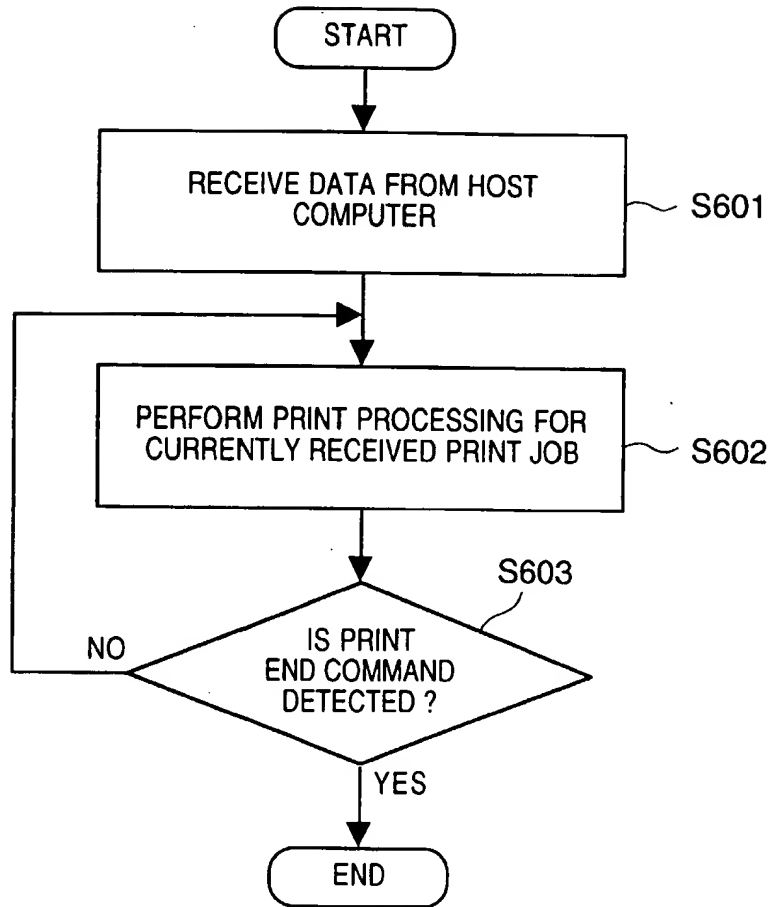 START
RECEIVE DATA FROM HOST
COMPUTER
S601
PERFORM PRINT PROCESSING FOR
CURRENTLY RECEIVED PRINT JOB
S602
S603
IS PRINT
END COMMAND
DETECTED ?
NO
YES
END